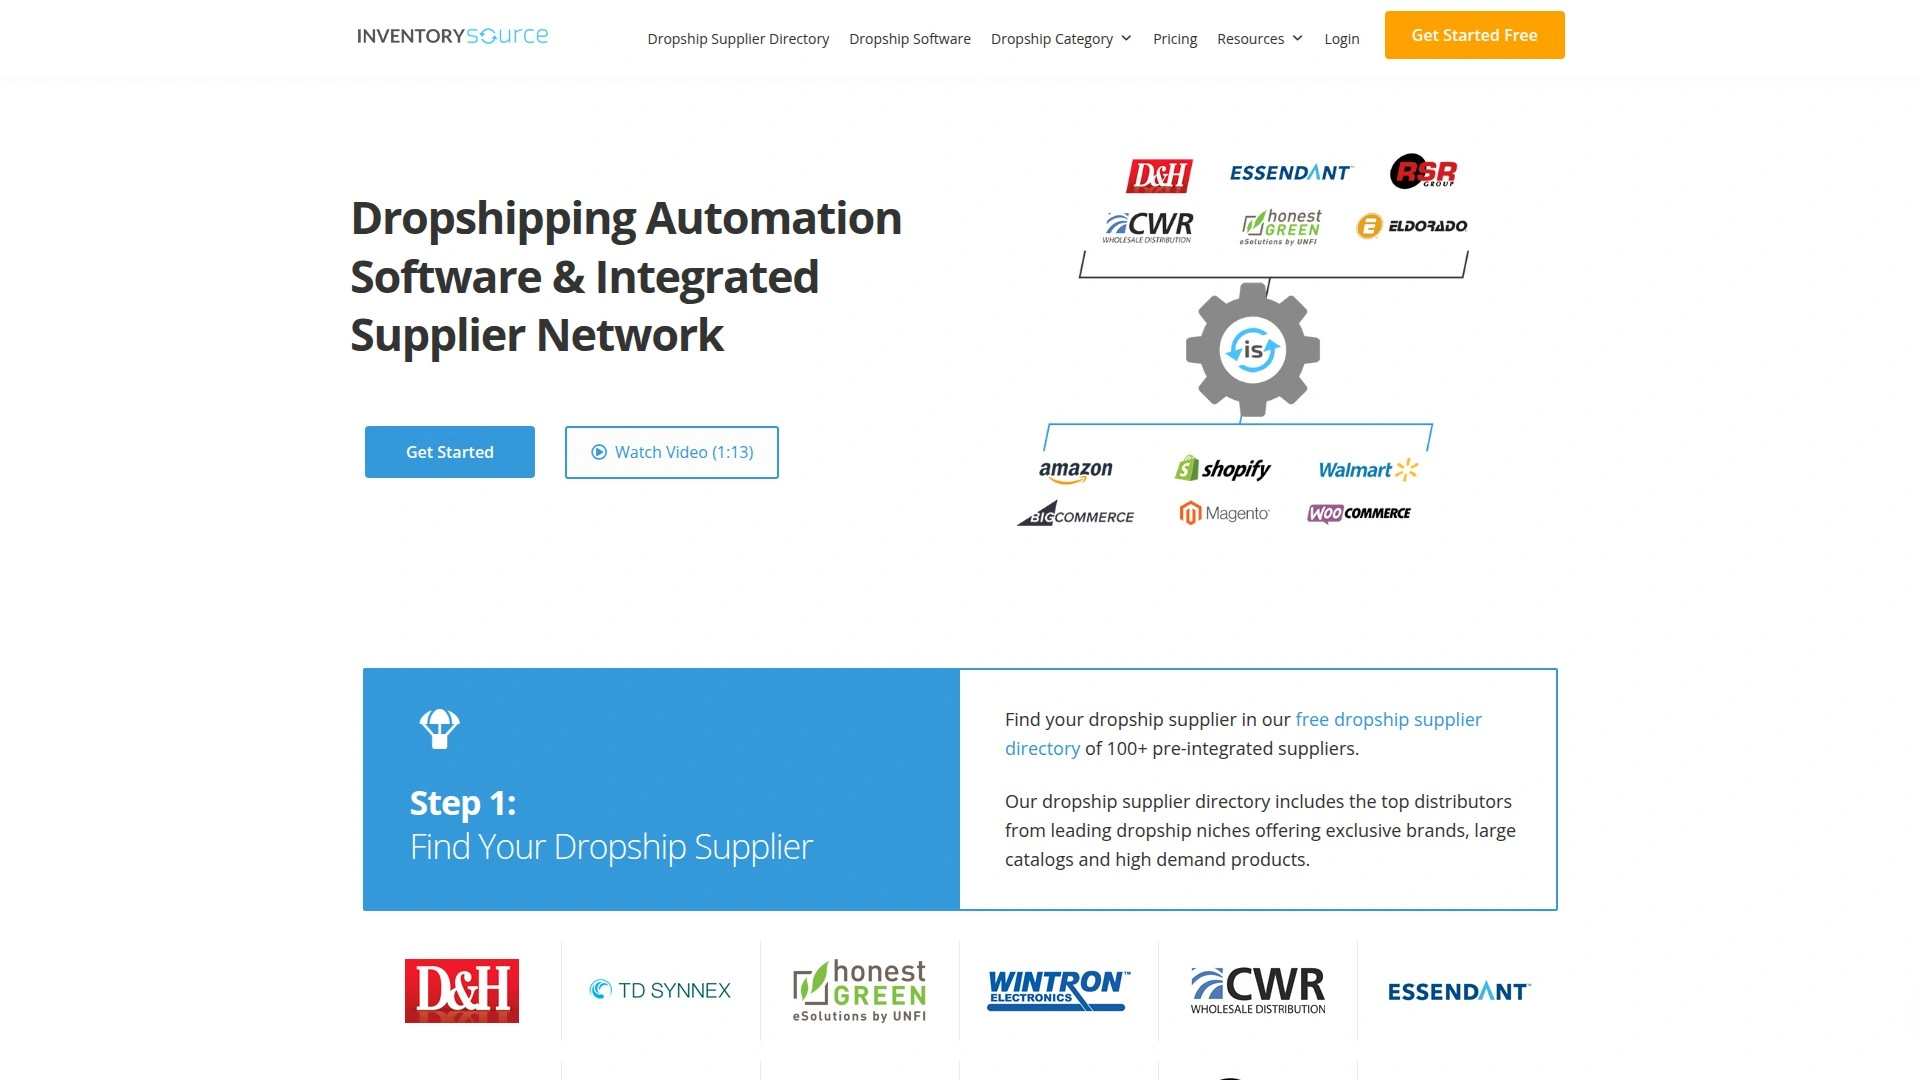 INVENTORYsource
Dropship Supplier Directory
Dropship Software
Dropship Category
Pricing
Resources
Login
Get Started Free
Dropshipping Automation
Software & Integrated
Supplier Network
Get Started
Watch Video (1:13)
D&H
ESSENDANT
RSR
GROUP
CWR
WHOLESALE DISTRIBUTION
honest
GREEN
eSolutions by UNFI
E ELDORADO
is
amazon
S shopify
Walmart
BIGCOMMERCE
Magento
WOO COMMERCE
Step 1:
Find Your Dropship Supplier
Find your dropship supplier in our free dropship supplier
directory of 100+ pre-integrated suppliers.
Our dropship supplier directory includes the top distributors
from leading dropship niches offering exclusive brands, large
catalogs and high demand products.
D&H
TD SYNNEX
honest
GREEN
eSolutions by UNFI
WINTRON™
ELECTRONICS
CWR
WHOLESALE DISTRIBUTION
ESSENDANT™